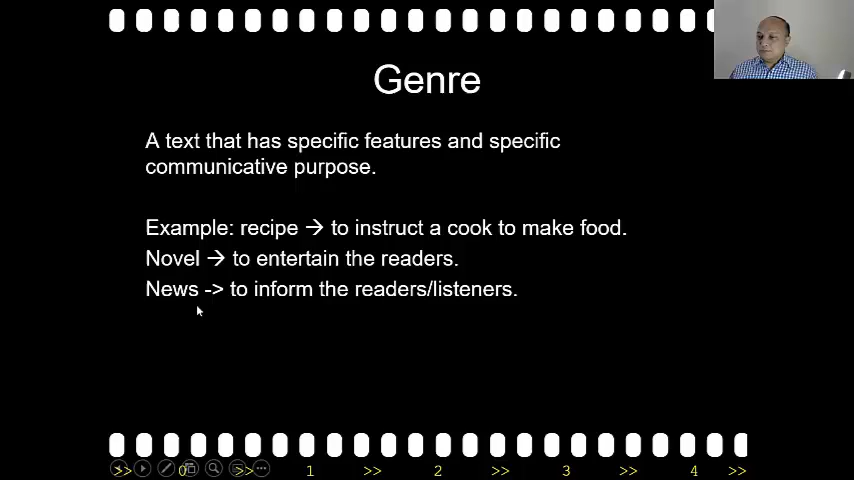 Genre
A text that has specific features and specific
communicative purpose.
Example: recipe → to instruct a cook to make food.
Novel → to entertain the readers.
News -> to inform the readers/listeners.
>> 0 >> 1 >> 2 >> 3 >> 4 >>